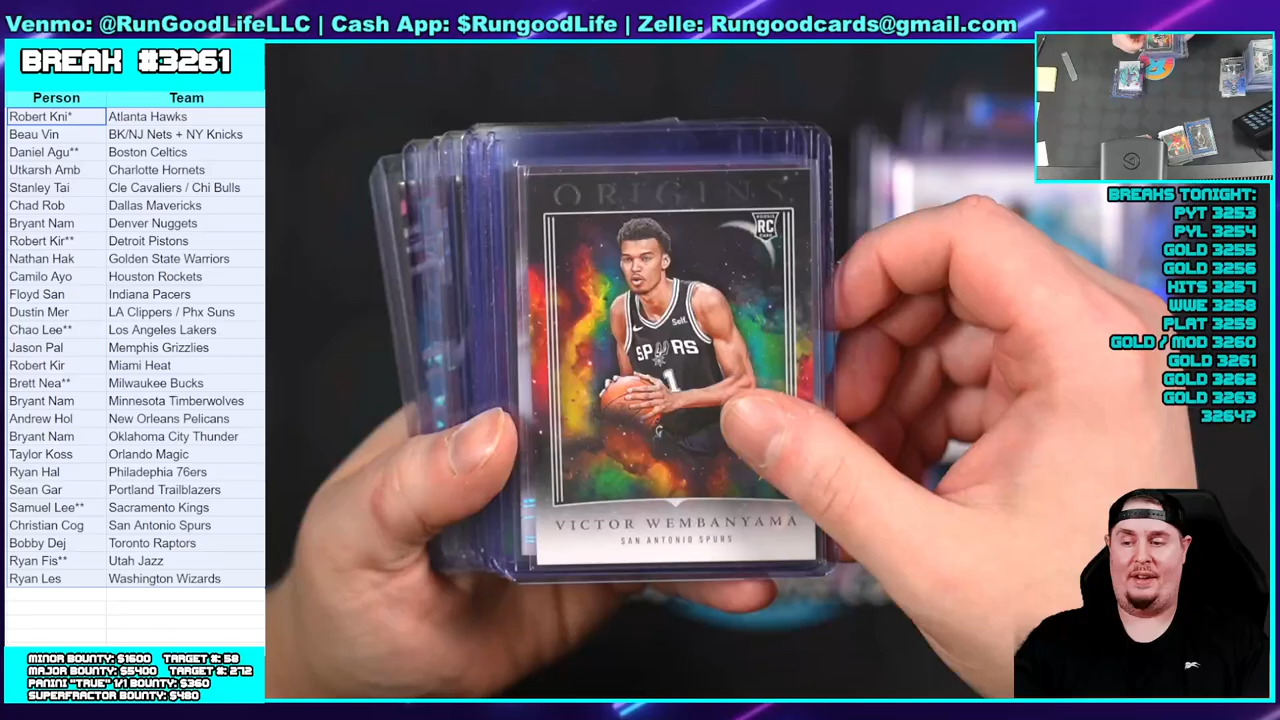 Venmo: @RunGoodLifeLLC | Cash App: $RungoodLife | Zelle: Rungoodcards@gmail.com
BREAK #3261
Person Team
Robert Kni* Atlanta Hawks
Beau Vin BK/NJ Nets + NY Knicks
Daniel Agu** Boston Celtics
Utkarsh Amb Charlotte Hornets
Stanley Tai Cle Cavaliers / Chi Bulls
Chad Rob Dallas Mavericks
Bryant Nam Denver Nuggets
Robert Kir** Detroit Pistons
Nathan Hak Golden State Warriors
Camilo Ayo Houston Rockets
Floyd San Indiana Pacers
Dustin Mer LA Clippers / Phx Suns
Chao Lee** Los Angeles Lakers
Jason Pal Memphis Grizzlies
Robert Kir Miami Heat
Brett Nea** Milwaukee Bucks
Bryant Nam Minnesota Timberwolves
Andrew Hol New Orleans Pelicans
Bryant Nam Oklahoma City Thunder
Taylor Koss Orlando Magic
Ryan Hal Philadephia 76ers
Sean Gar Portland Trailblazers
Samuel Lee** Sacramento Kings
Christian Cog San Antonio Spurs
Bobby Dej Toronto Raptors
Ryan Fis** Utah Jazz
Ryan Les Washington Wizards
MINOR BOUNTY: $1600 TARGET #: 58
MAJOR BOUNTY: $5400 TARGET #: 272
PANINI "TRUE" 1/1 BOUNTY: $360
SUPERFRACTOR BOUNTY: $480
ORIGINS
RC
Self.
SPURS
1
VICTOR WEMBANYAMA
SAN ANTONIO SPURS
BREAKS TONIGHT:
PYT 3253
PYL 3254
GOLD 3255
GOLD 3256
HITS 3257
WWE 3258
PLAT 3259
GOLD / MOD 3260
GOLD 3261
GOLD 3262
GOLD 3263
3264?